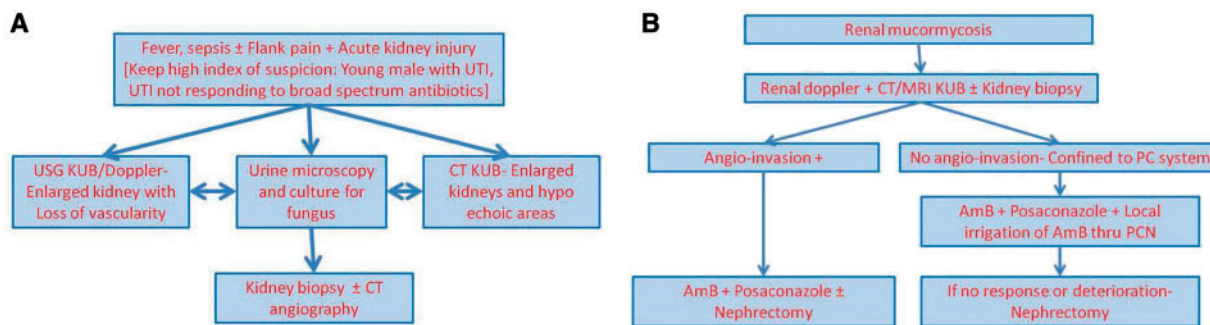 A
Fever, sepsis ± Flank pain + Acute kidney injury
[Keep high index of suspicion: Young male with UTI,
UTI not responding to broad spectrum antibiotics]
USG KUB/Doppler-
Enlarged kidney with
Loss of vascularity
Urine microscopy
and culture for
fungus
CT KUB- Enlarged
kidneys and hypo
echoic areas
Kidney biopsy ± CT
angiography
B
Renal mucormycosis
Renal doppler + CT/MRI KUB ± Kidney biopsy
Angio-invasion +
No angio-invasion- Confined to PC system
AmB + Posaconazole + Local
irrigation of AmB thru PCN
AmB + Posaconazole ±
Nephrectomy
If no response or deterioration-
Nephrectomy